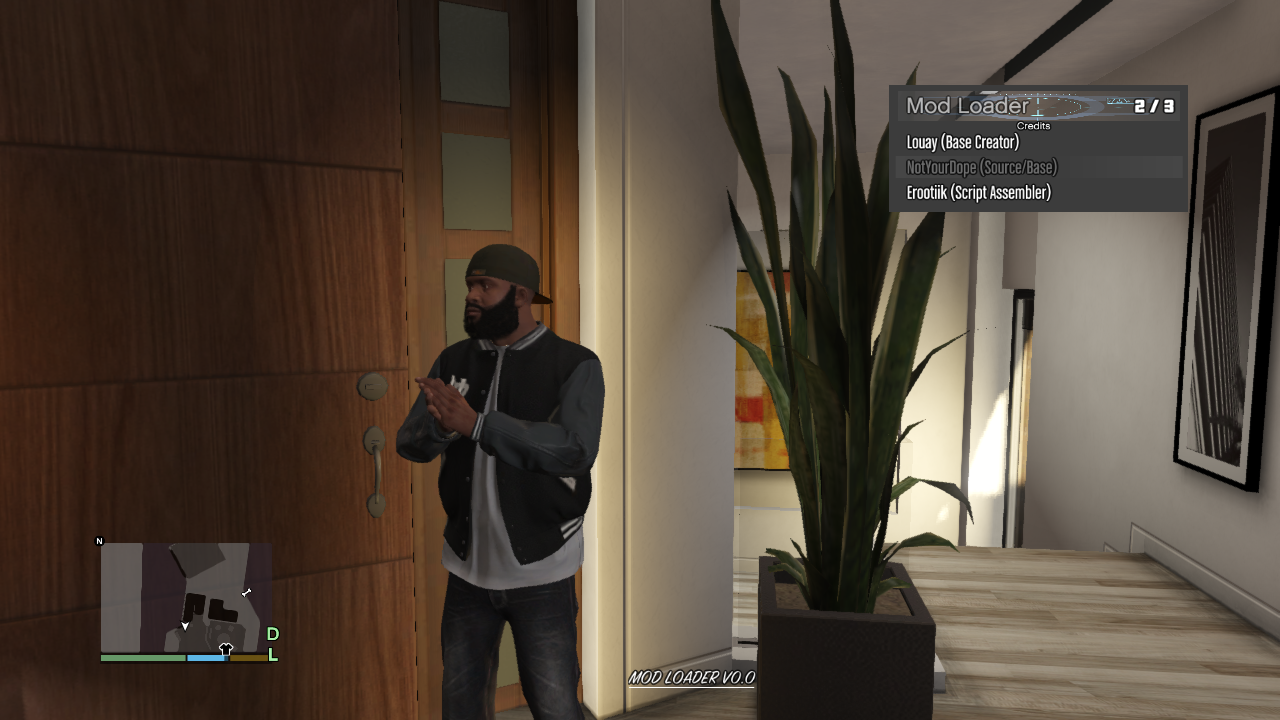 Mod Loader 2 / 3
Credits
Louay (Base Creator)
NotYourDope (Source/Base)
Erootiik (Script Assembler)
N
D
L
MOD LOADER V0.0